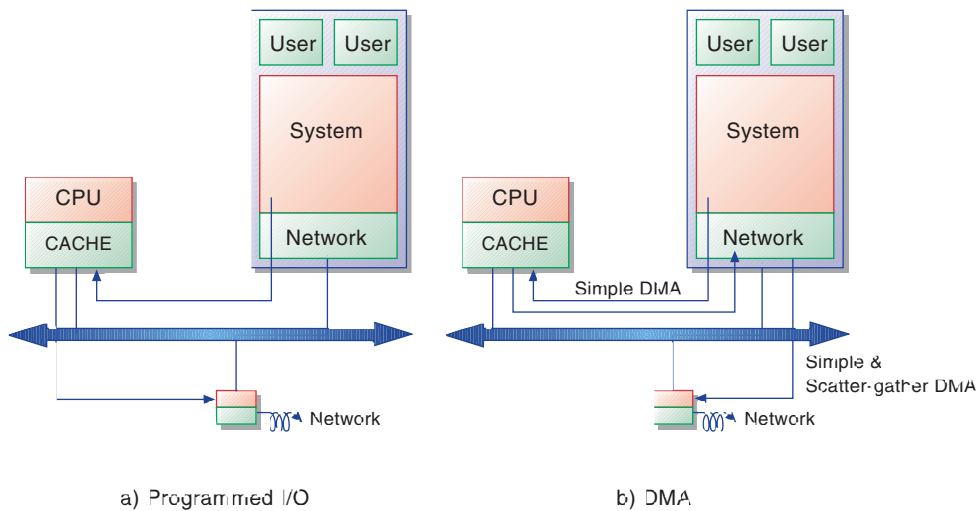 User User
System
CPU
CACHE
Network
Network
a) Programmed I/O
User User
System
CPU
CACHE
Network
Simple DMA
Simple &
Scatter-gather DMA
Network
b) DMA